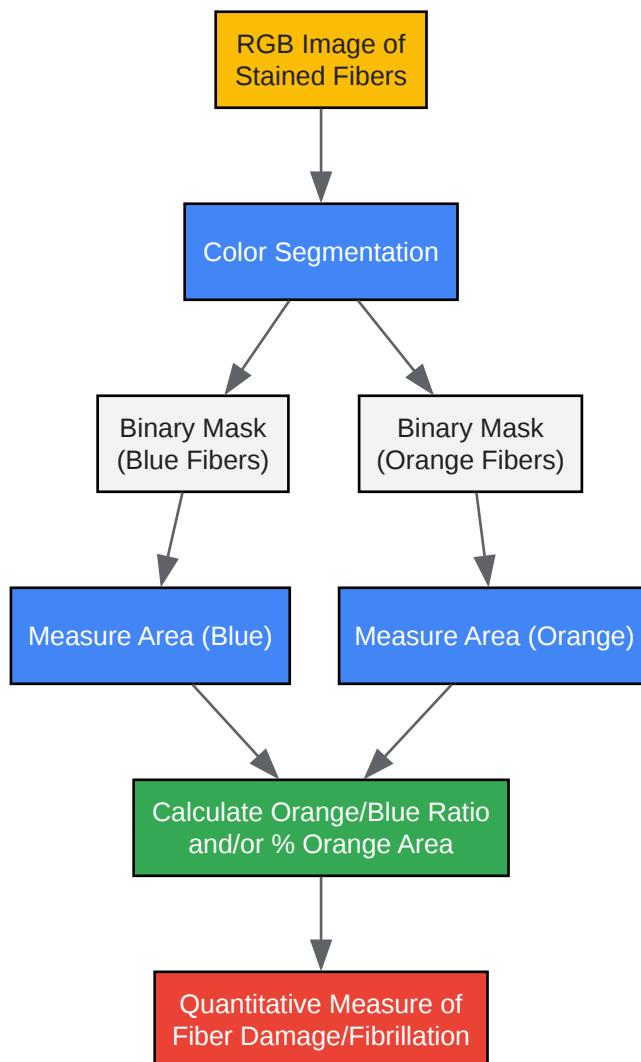 RGB Image of
Stained Fibers
Color Segmentation
Binary Mask
(Blue Fibers)
Binary Mask
(Orange Fibers)
Measure Area (Blue)
Measure Area (Orange)
Calculate Orange/Blue Ratio
and/or % Orange Area
Quantitative Measure of
Fiber Damage/Fibrillation